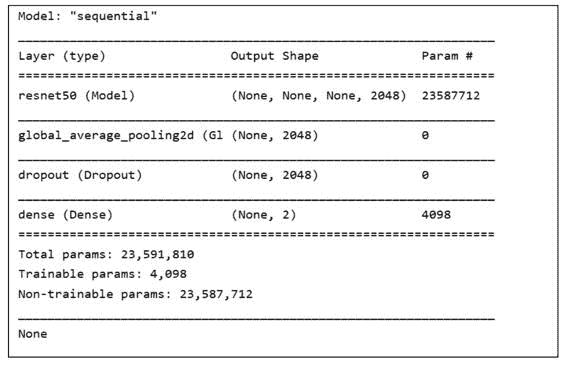 Model: "sequential"
_________________________________________________________________
Layer (type)                 Output Shape              Param #
=================================================================
resnet50 (Model)             (None, None, None, 2048)  23587712
_________________________________________________________________
global_average_pooling2d (Gl (None, 2048)              0
_________________________________________________________________
dropout (Dropout)            (None, 2048)              0
_________________________________________________________________
dense (Dense)                (None, 2)                 4098
=================================================================
Total params: 23,591,810
Trainable params: 4,098
Non-trainable params: 23,587,712
_________________________________________________________________
None